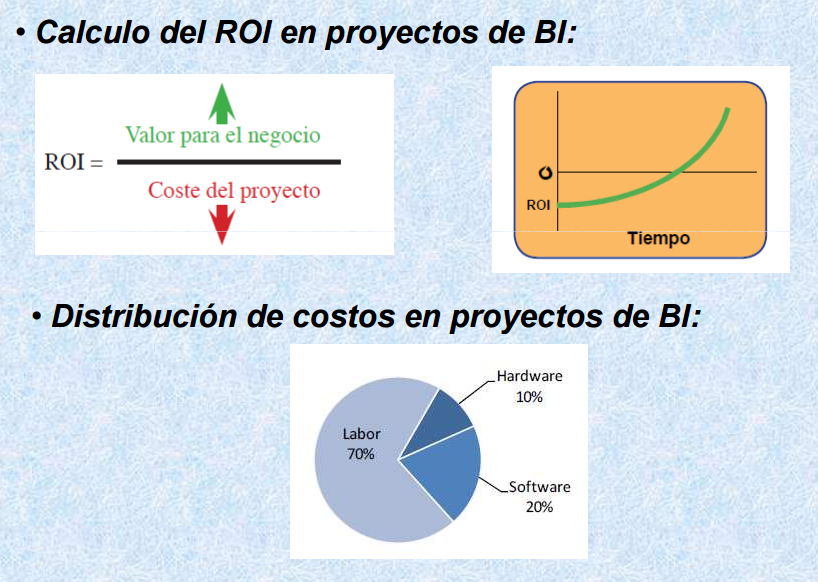 • Calculo del ROI en proyectos de BI:
Valor para el negocio
ROI =
Coste del proyecto
0
ROI
Tiempo
• Distribución de costos en proyectos de BI:
Hardware
10%
Labor
70%
Software
20%